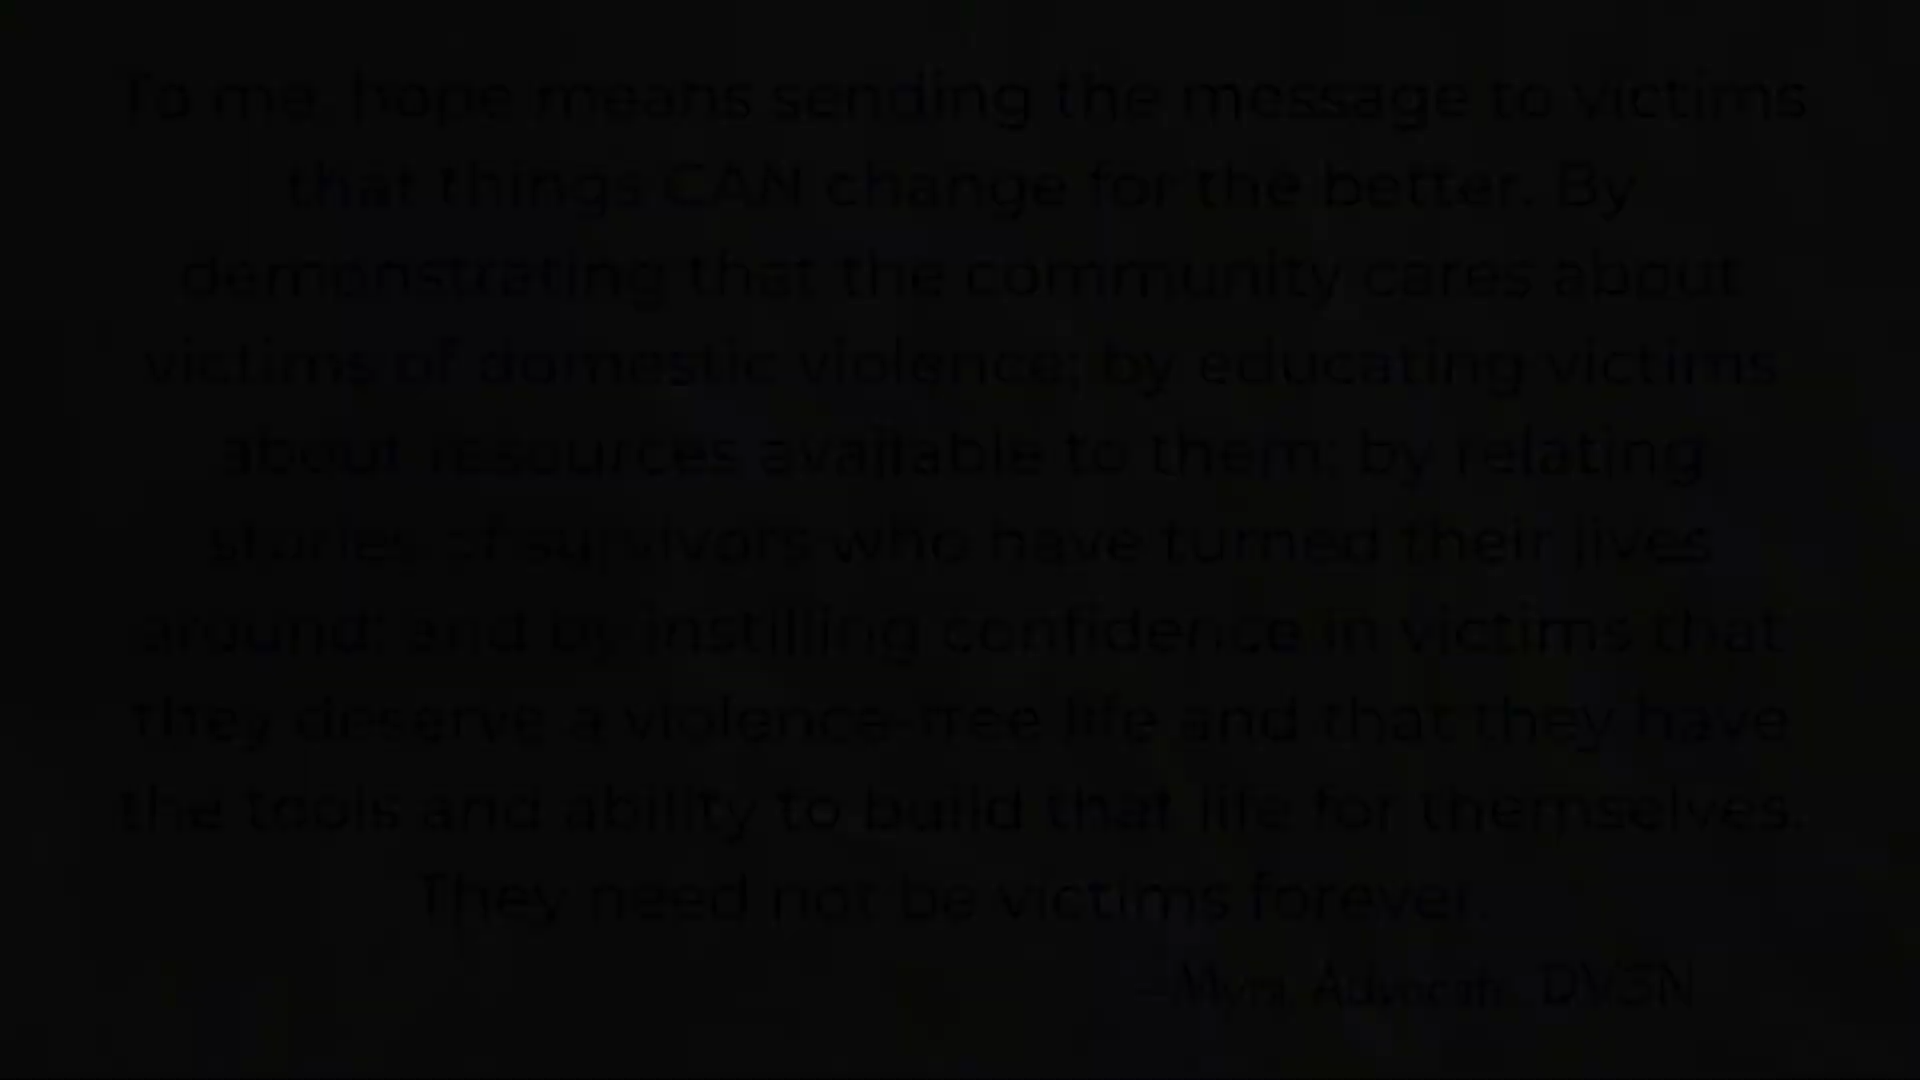 To me, hope means sending the message to victims
that things CAN change for the better. By
demonstrating that the community cares about
victims of domestic violence; by educating victims
about resources available to them; by relating
stories of survivors who have turned their lives
around; and by instilling confidence in victims that
they deserve a violence-free life and that they have
the tools and ability to build that life for themselves.
They need not be victims forever.
-Myra, Advocate, DVSN